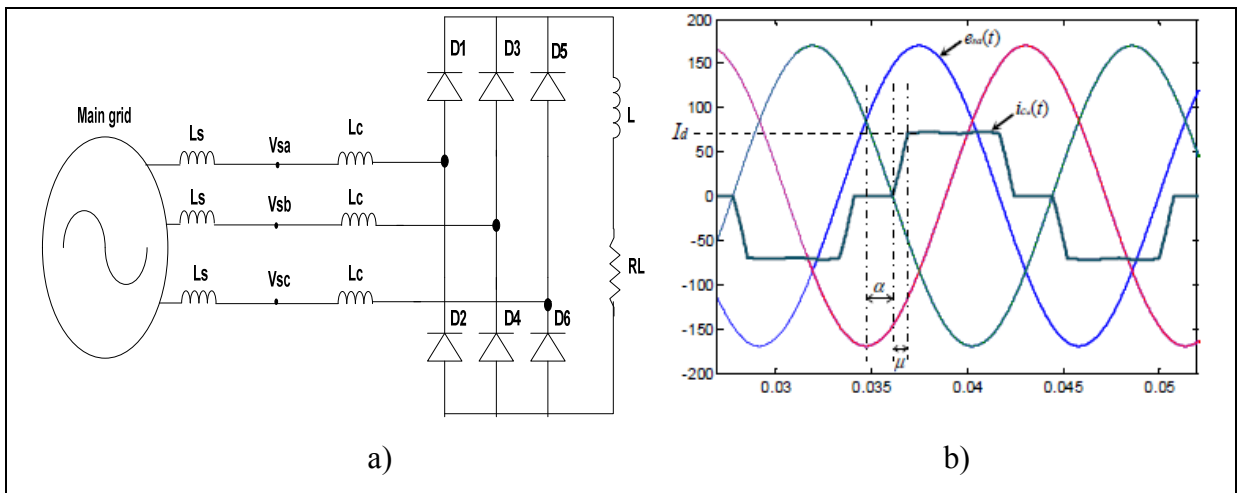 Main grid
Ls
Vsa
Lc
Ls
Vsb
Lc
Ls
Vsc
Lc
D1
D3
D5
D2
D4
D6
L
RL
a)
200
150
100
50
0
-50
-100
-150
-200
Id
esa(t)
ica(t)
α
μ
0.03
0.035
0.04
0.045
0.05
b)